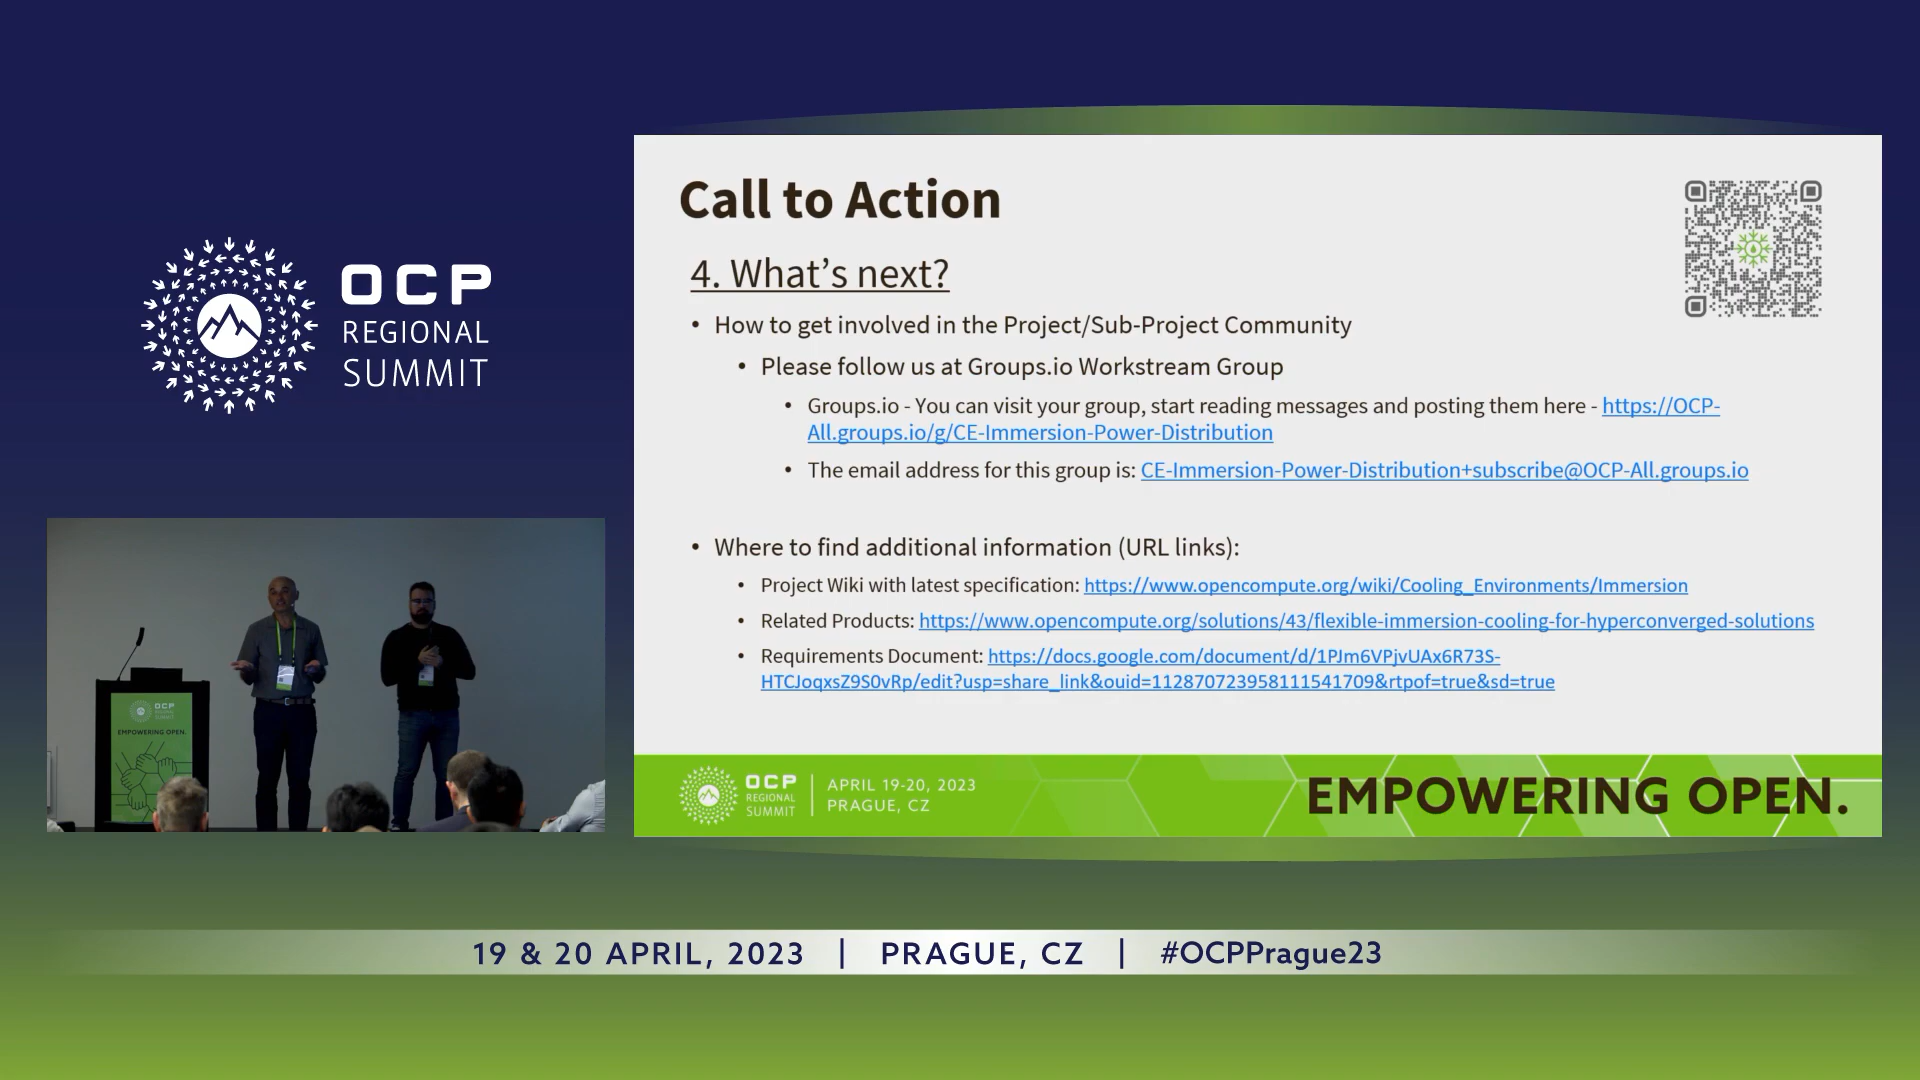 OCP
REGIONAL
SUMMIT
Call to Action
4. What's next?
• How to get involved in the Project/Sub-Project Community
• Please follow us at Groups.io Workstream Group
• Groups.io - You can visit your group, start reading messages and posting them here - https://OCP-
All.groups.io/g/CE-Immersion-Power-Distribution
• The email address for this group is: CE-Immersion-Power-Distribution+subscribe@OCP-All.groups.io
• Where to find additional information (URL links):
• Project Wiki with latest specification: https://www.opencompute.org/wiki/Cooling_Environments/Immersion
• Related Products: https://www.opencompute.org/solutions/43/flexible-immersion-cooling-for-hyperconverged-solutions
• Requirements Document: https://docs.google.com/document/d/1PJm6VPjvUAx6R73S-
HTCJoqxsZ9S0vRp/edit?usp=share_link&ouid=112870723958111541709&rtpof=true&sd=true
OCP
REGIONAL
SUMMIT
APRIL 19-20, 2023
PRAGUE, CZ
EMPOWERING OPEN.
OCP
REGIONAL
SUMMIT
EMPOWERING OPEN.
19 & 20 APRIL, 2023 | PRAGUE, CZ | #OCPPrague23